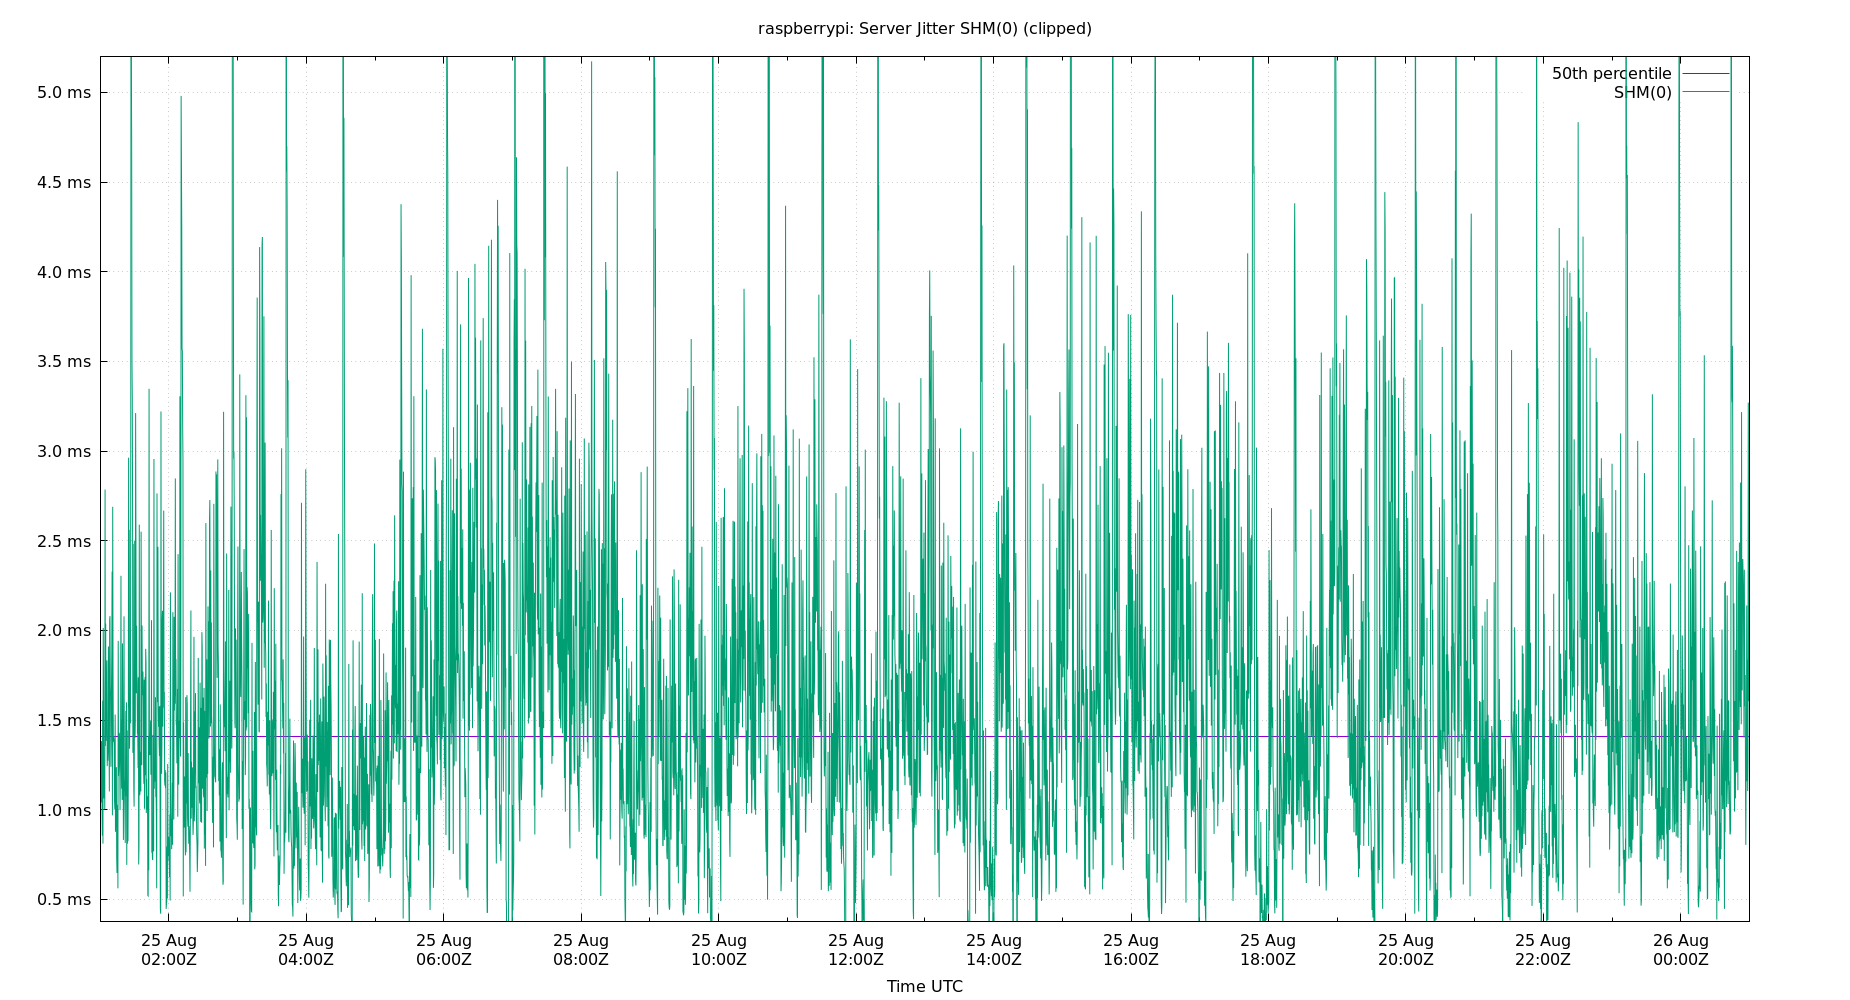 raspberrypi: Server Jitter SHM(0) (clipped)
50th percentile
SHM(0)
5.0 ms
4.5 ms
4.0 ms
3.5 ms
3.0 ms
2.5 ms
2.0 ms
1.5 ms
1.0 ms
0.5 ms
25 Aug 25 Aug 25 Aug 25 Aug 25 Aug 25 Aug 25 Aug 25 Aug 25 Aug 25 Aug 25 Aug 26 Aug
02:00Z 04:00Z 06:00Z 08:00Z 10:00Z 12:00Z 14:00Z 16:00Z 18:00Z 20:00Z 22:00Z 00:00Z
Time UTC